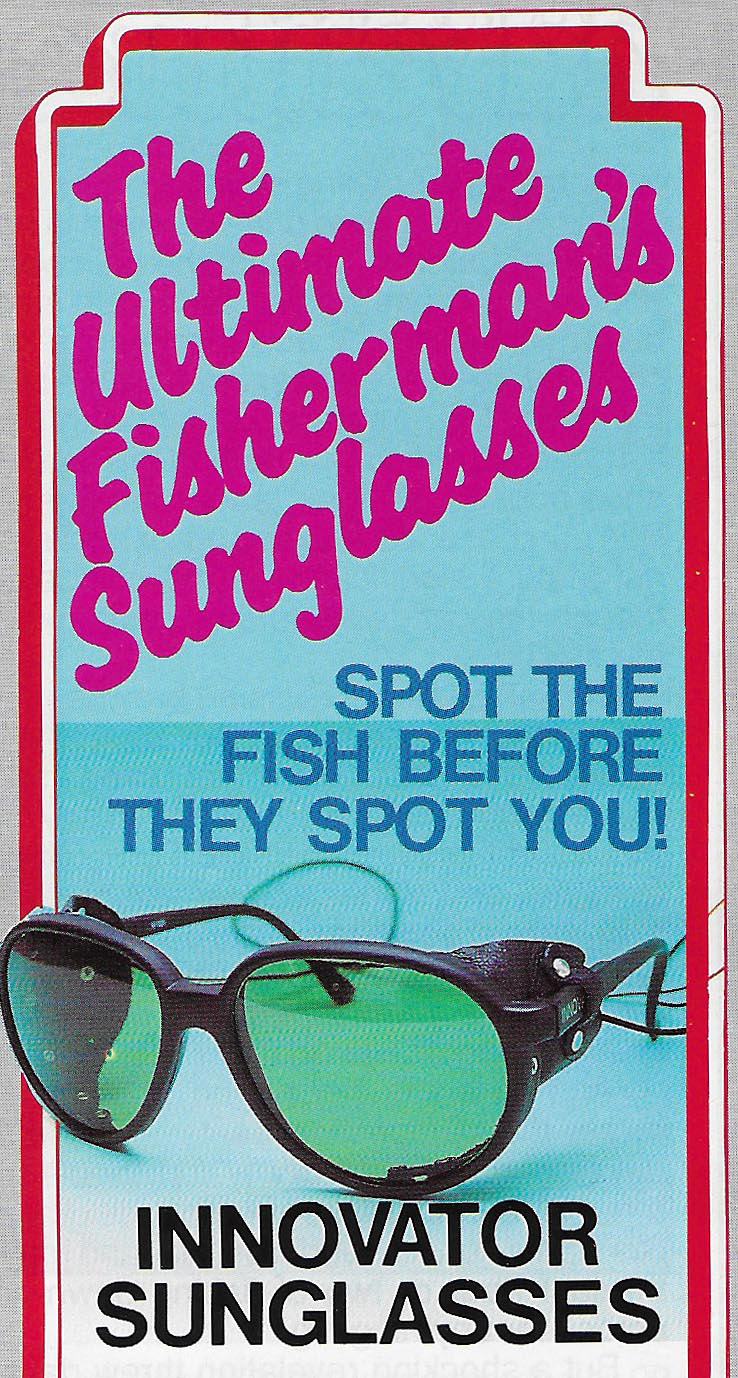 The
Ultimate
Fisherman's
Sunglasses
SPOT THE
FISH BEFORE
THEY SPOT YOU!
INNOVATOR
SUNGLASSES